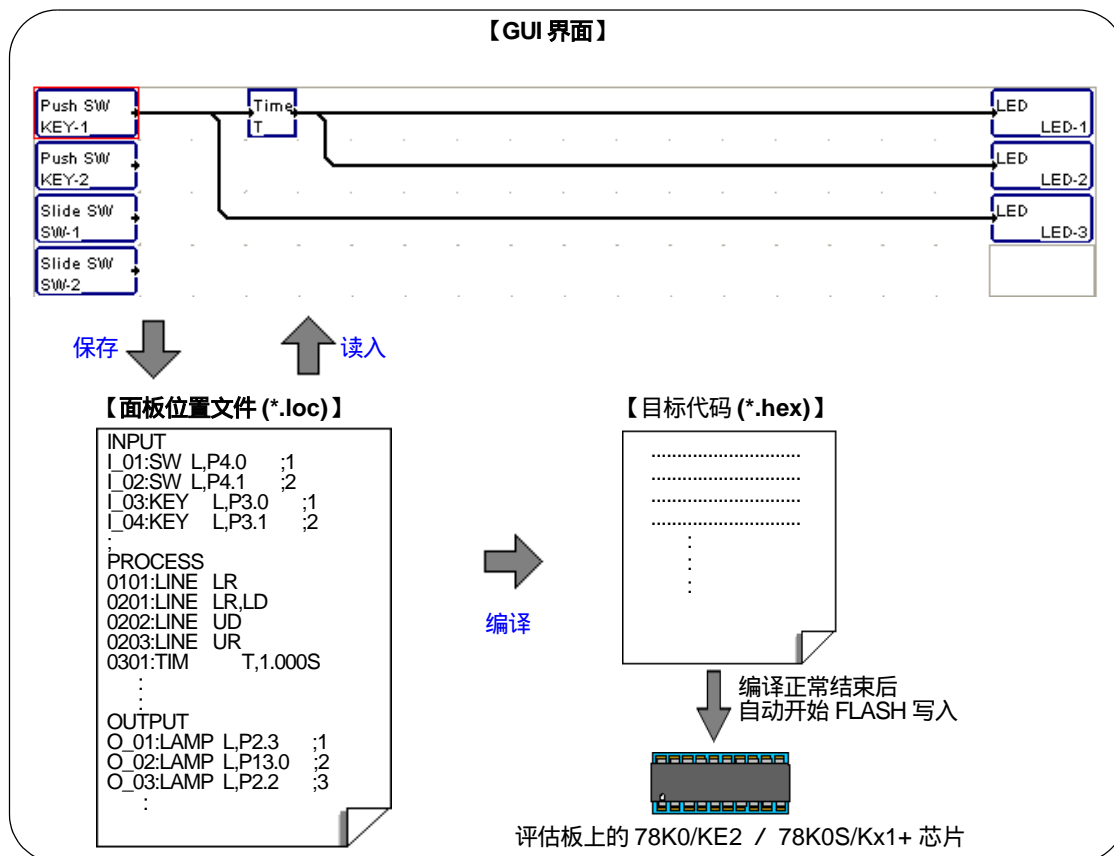 【GUI 界面】
Push SW
KEY-1
Time
T
LED
LED-1
Push SW
KEY-2
LED
LED-2
Slide SW
SW-1
LED
LED-3
Slide SW
SW-2
保存
读入
【面板位置文件 (*.loc)】
INPUT
I_01:SW L,P4.0 ;1
I_02:SW L,P4.1 ;2
I_03:KEY L,P3.0 ;1
I_04:KEY L,P3.1 ;2
;
PROCESS
0101:LINE LR
0201:LINE LR,LD
0202:LINE UD
0203:LINE UR
0301:TIM T,1.000S
:
:
OUTPUT
O_01:LAMP L,P2.3 ;1
O_02:LAMP L,P13.0 ;2
O_03:LAMP L,P2.2 ;3
:
编译
【目标代码 (*.hex)】
............................
............................
............................
............................
:
:
:
编译正常结束后
自动开始 FLASH 写入
评估板上的 78K0/KE2 / 78K0S/Kx1+ 芯片